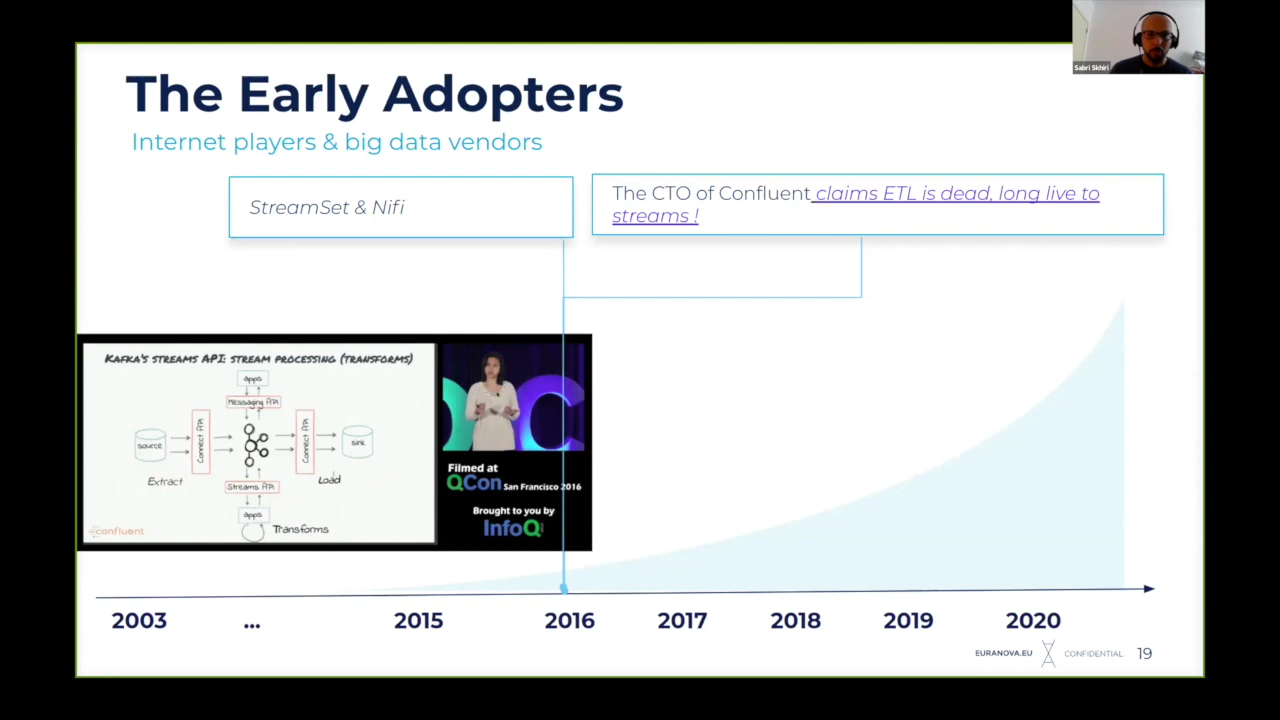 Sabri Skhiri
The Early Adopters
Internet players & big data vendors
StreamSet & Nifi
The CTO of Confluent claims ETL is dead, long live to
streams !
KAFKA'S STREAMS API: STREAM PROCESSING (TRANSFORMS)
apps
Messaging API
source
Connect API
Connect API
sink
Extract
Load
Streams API
apps
Transforms
confluent
Filmed at
QCon San Francisco 2016
Brought to you by
InfoQ
2003
...
2015
2016
2017
2018
2019
2020
EURANOVA.EU
CONFIDENTIAL
19